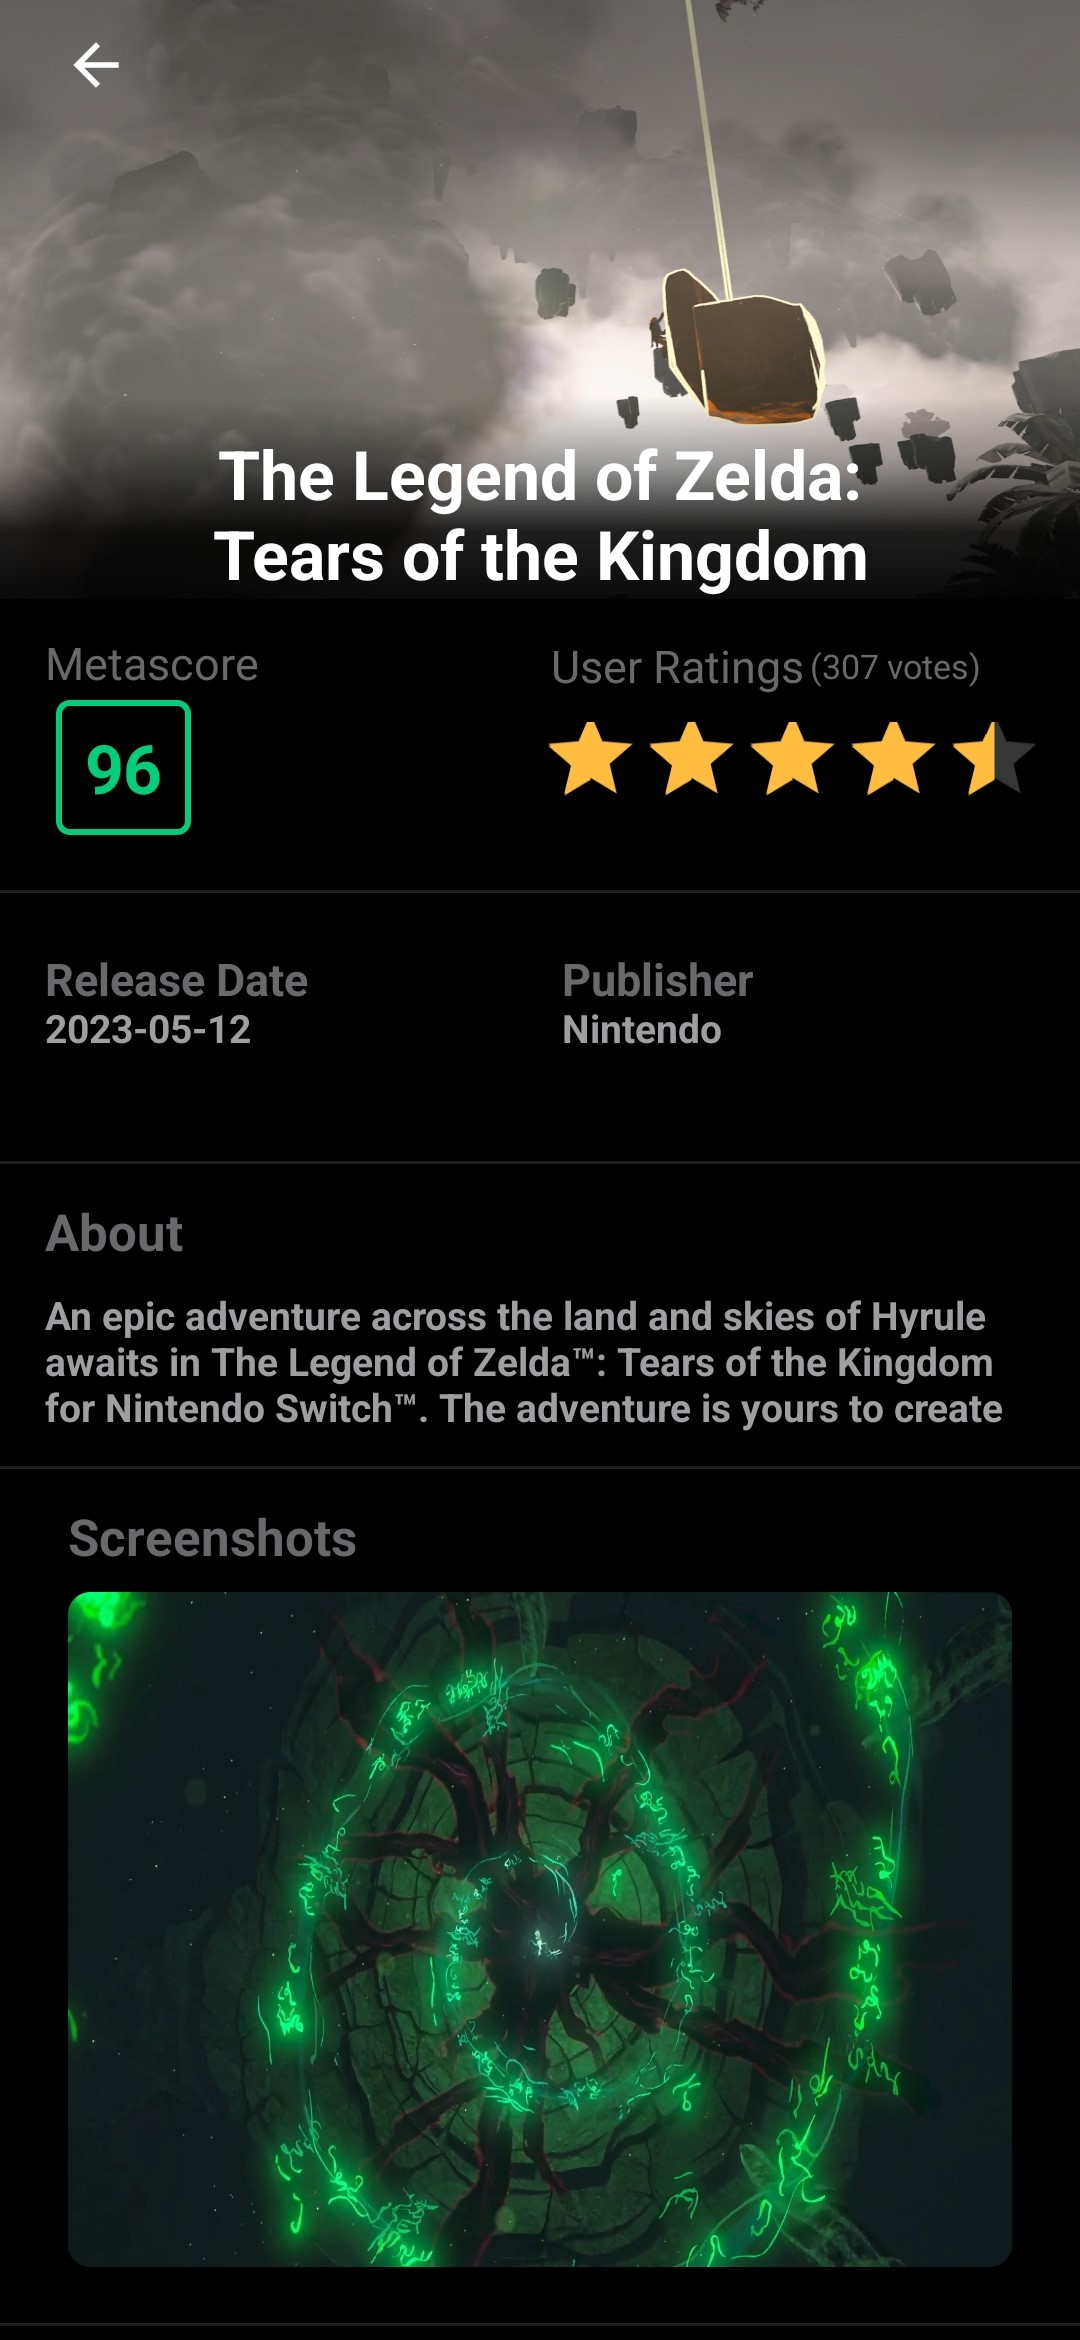 The Legend of Zelda:
Tears of the Kingdom
Metascore
User Ratings (307 votes)
96
Release Date
Publisher
2023-05-12
Nintendo
About
An epic adventure across the land and skies of Hyrule
awaits in The Legend of Zelda™: Tears of the Kingdom
for Nintendo Switch™. The adventure is yours to create
Screenshots